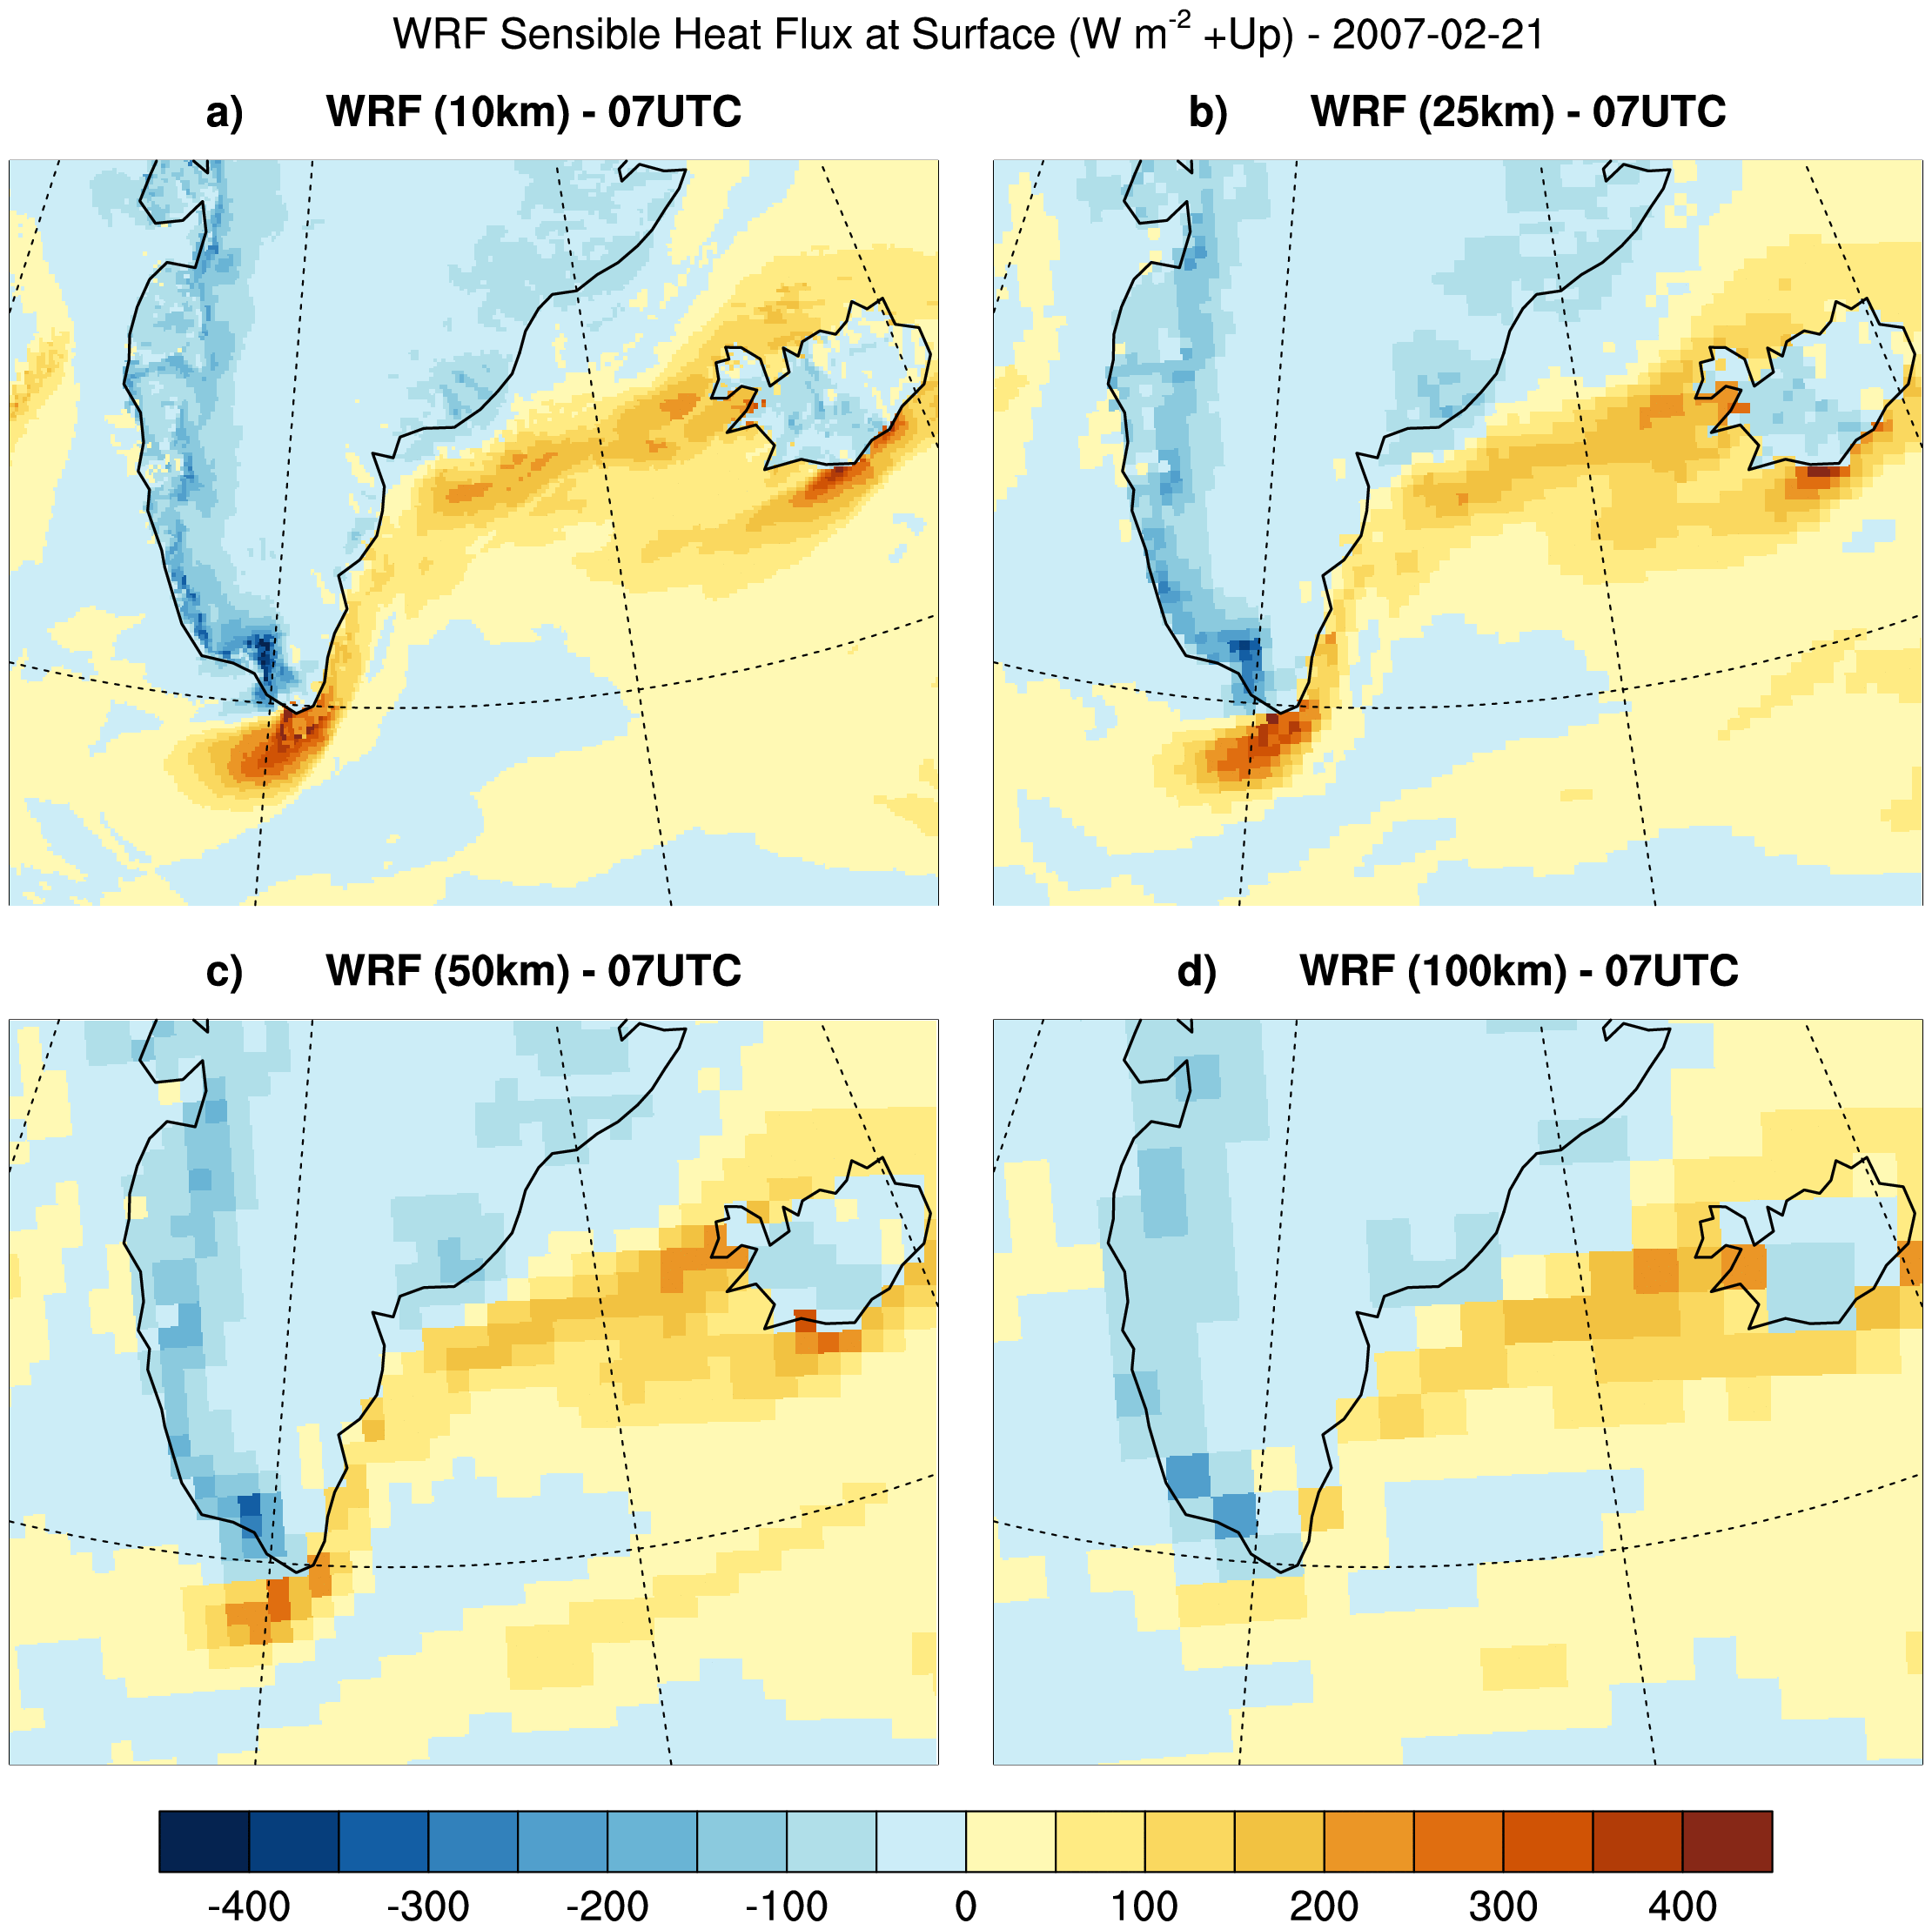 WRF Sensible Heat Flux at Surface (W m-2 +Up) - 2007-02-21
a) WRF (10km) - 07UTC
b) WRF (25km) - 07UTC
c) WRF (50km) - 07UTC
d) WRF (100km) - 07UTC
-400 -300 -200 -100 0 100 200 300 400